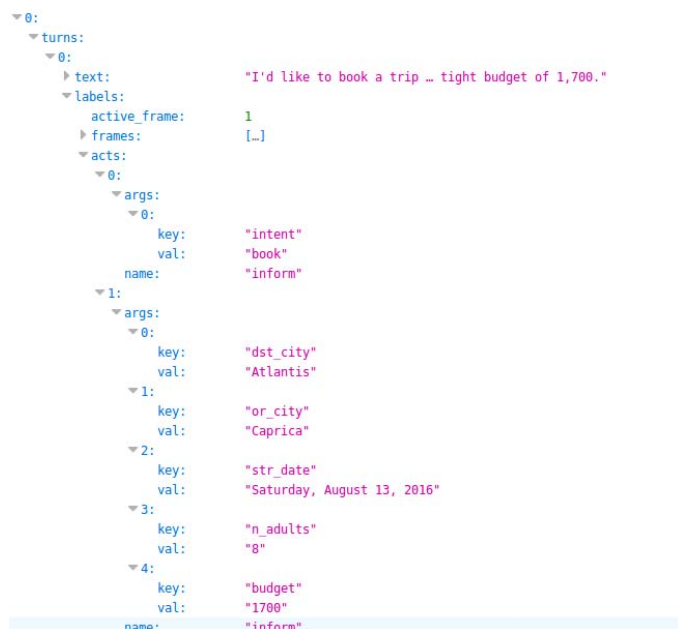 0:
turns:
0:
text: "I'd like to book a trip … tight budget of 1,700."
labels:
active_frame: 1
frames: […]
acts:
0:
args:
0:
key: "intent"
val: "book"
name: "inform"
1:
args:
0:
key: "dst_city"
val: "Atlantis"
1:
key: "or_city"
val: "Caprica"
2:
key: "str_date"
val: "Saturday, August 13, 2016"
3:
key: "n_adults"
val: "8"
4:
key: "budget"
val: "1700"
name: "inform"